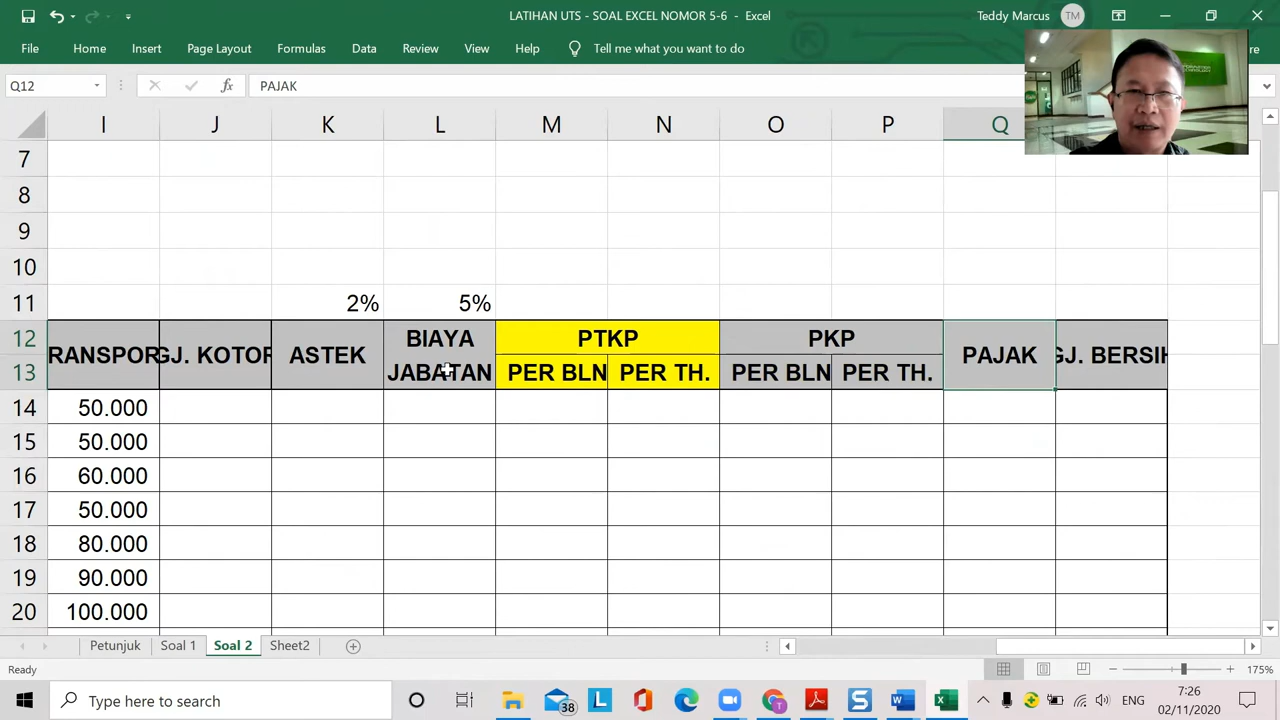 LATIHAN UTS - SOAL EXCEL NOMOR 5-6 - Excel
Teddy Marcus TM
File Home Insert Page Layout Formulas Data Review View Help Tell me what you want to do
Q12 fx PAJAK
I J K L M N O P Q
7
8
9
10
11 2% 5%
12 RANSPOR GJ. KOTOR ASTEK BIAYA PTKP PKP PAJAK GJ. BERSIH
13 JABATAN PER BLN PER TH. PER BLN PER TH.
14 50.000
15 50.000
16 60.000
17 50.000
18 80.000
19 90.000
20 100.000
Petunjuk Soal 1 Soal 2 Sheet2
Ready 175%
Type here to search 38 ENG 7:26
02/11/2020